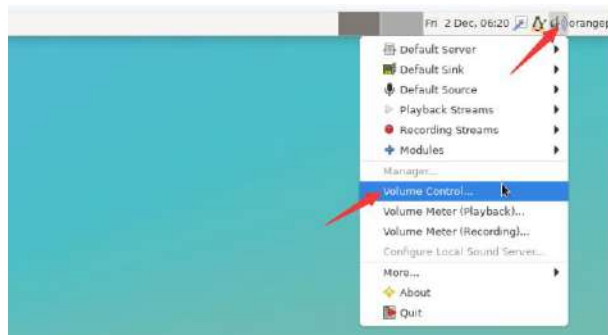 Fri 2 Dec, 06:20 orangep
Default Server
Default Sink
Default Source
Playback Streams
Recording Streams
Modules
Manager...
Volume Control...
Volume Meter (Playback)...
Volume Meter (Recording)...
Configure Local Sound Server...
More...
About
Quit